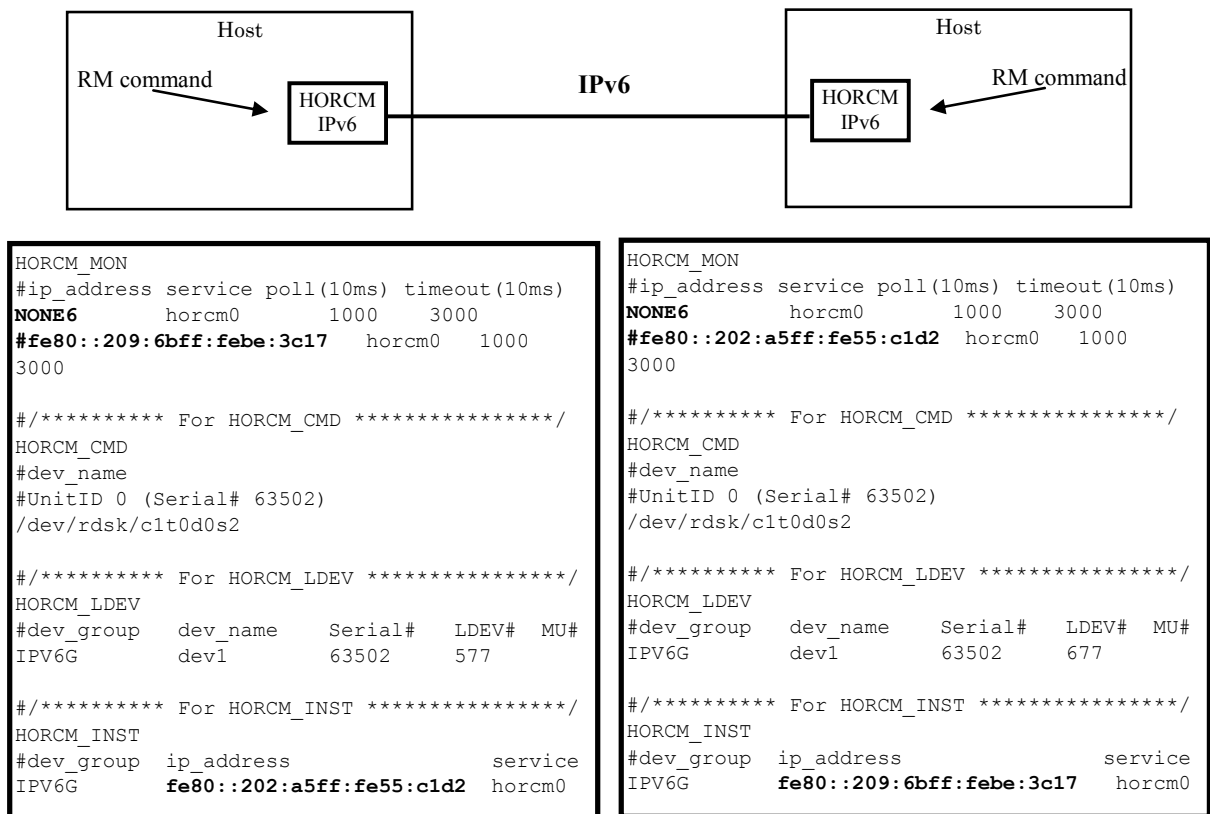 Host
RM command
HORCM
IPv6
IPv6
Host
RM command
HORCM
IPv6
HORCM_MON
#ip_address service poll(10ms) timeout(10ms)
NONE6 horcm0 1000 3000
#fe80::209:6bff:febe:3c17 horcm0 1000
3000
#/********** For HORCM_CMD ****************/
HORCM_CMD
#dev_name
#UnitID 0 (Serial# 63502)
/dev/rdsk/c1t0d0s2
#/********** For HORCM_LDEV ****************/
HORCM_LDEV
#dev_group dev_name Serial# LDEV# MU#
IPV6G dev1 63502 577
#/********** For HORCM_INST ****************/
HORCM_INST
#dev_group ip_address service
IPV6G fe80::202:a5ff:fe55:c1d2 horcm0
HORCM_MON
#ip_address service poll(10ms) timeout(10ms)
NONE6 horcm0 1000 3000
#fe80::202:a5ff:fe55:c1d2 horcm0 1000
3000
#/********** For HORCM_CMD ****************/
HORCM_CMD
#dev_name
#UnitID 0 (Serial# 63502)
/dev/rdsk/c1t0d0s2
#/********** For HORCM_LDEV ****************/
HORCM_LDEV
#dev_group dev_name Serial# LDEV# MU#
IPV6G dev1 63502 677
#/********** For HORCM_INST ****************/
HORCM_INST
#dev_group ip_address service
IPV6G fe80::209:6bff:febe:3c17 horcm0